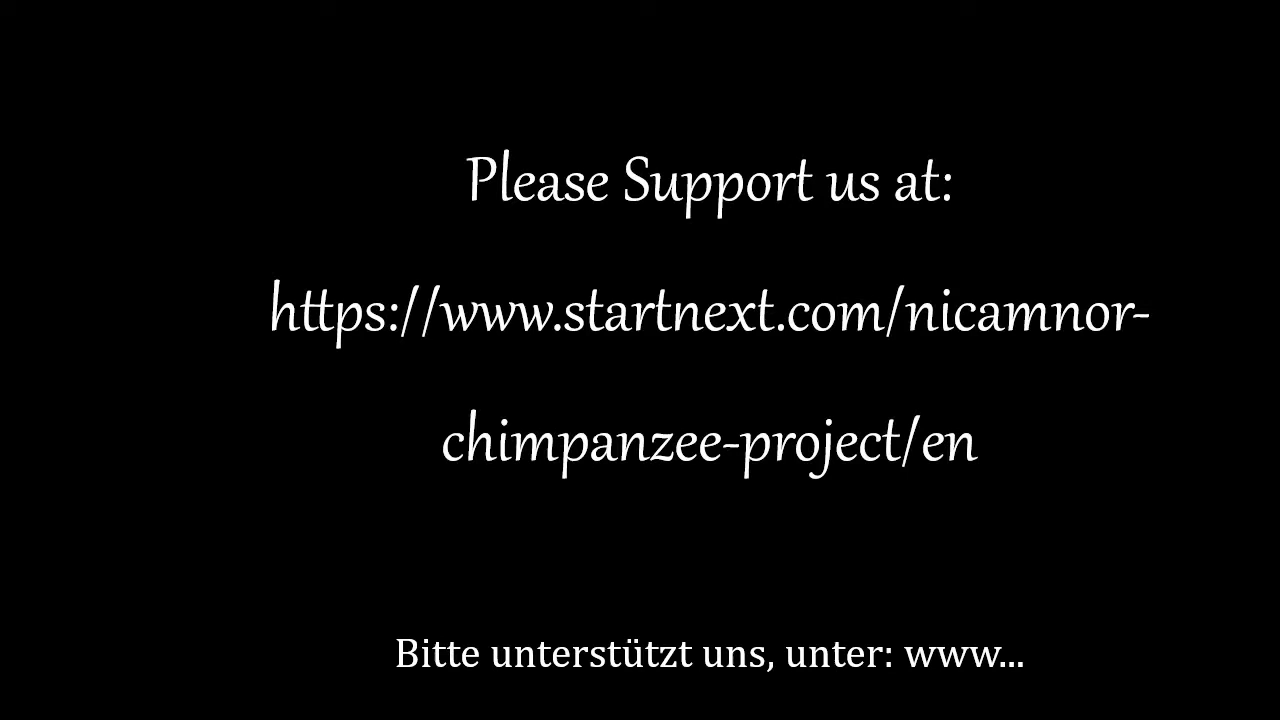 Please Support us at:
https://www.startnext.com/nicamnor-
chimpanzee-project/en
Bitte unterstützt uns, unter: www...